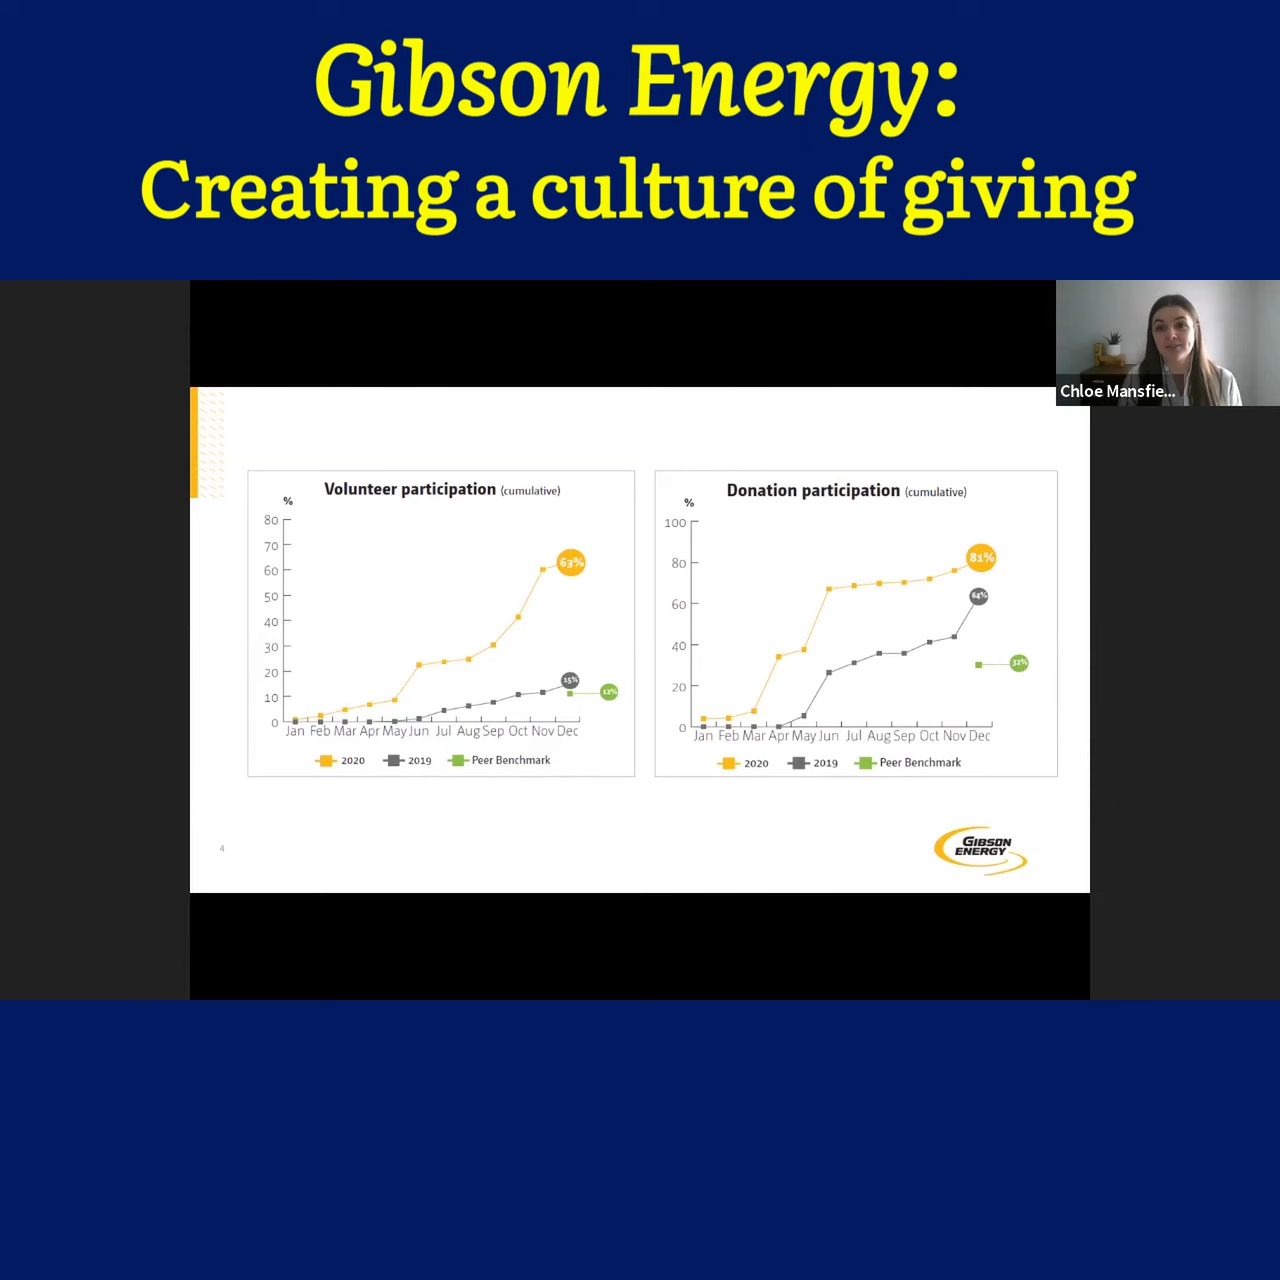 Gibson Energy:
Creating a culture of giving
Chloe Mansfie...
Volunteer participation (cumulative)
%
80
70
60
50
40
30
20
10
0
63%
15%
12%
Jan Feb Mar Apr May Jun Jul Aug Sep Oct Nov Dec
2020 2019 Peer Benchmark
Donation participation (cumulative)
%
100
80
60
40
20
0
81%
64%
32%
Jan Feb Mar Apr May Jun Jul Aug Sep Oct Nov Dec
2020 2019 Peer Benchmark
4
GIBSON
ENERGY